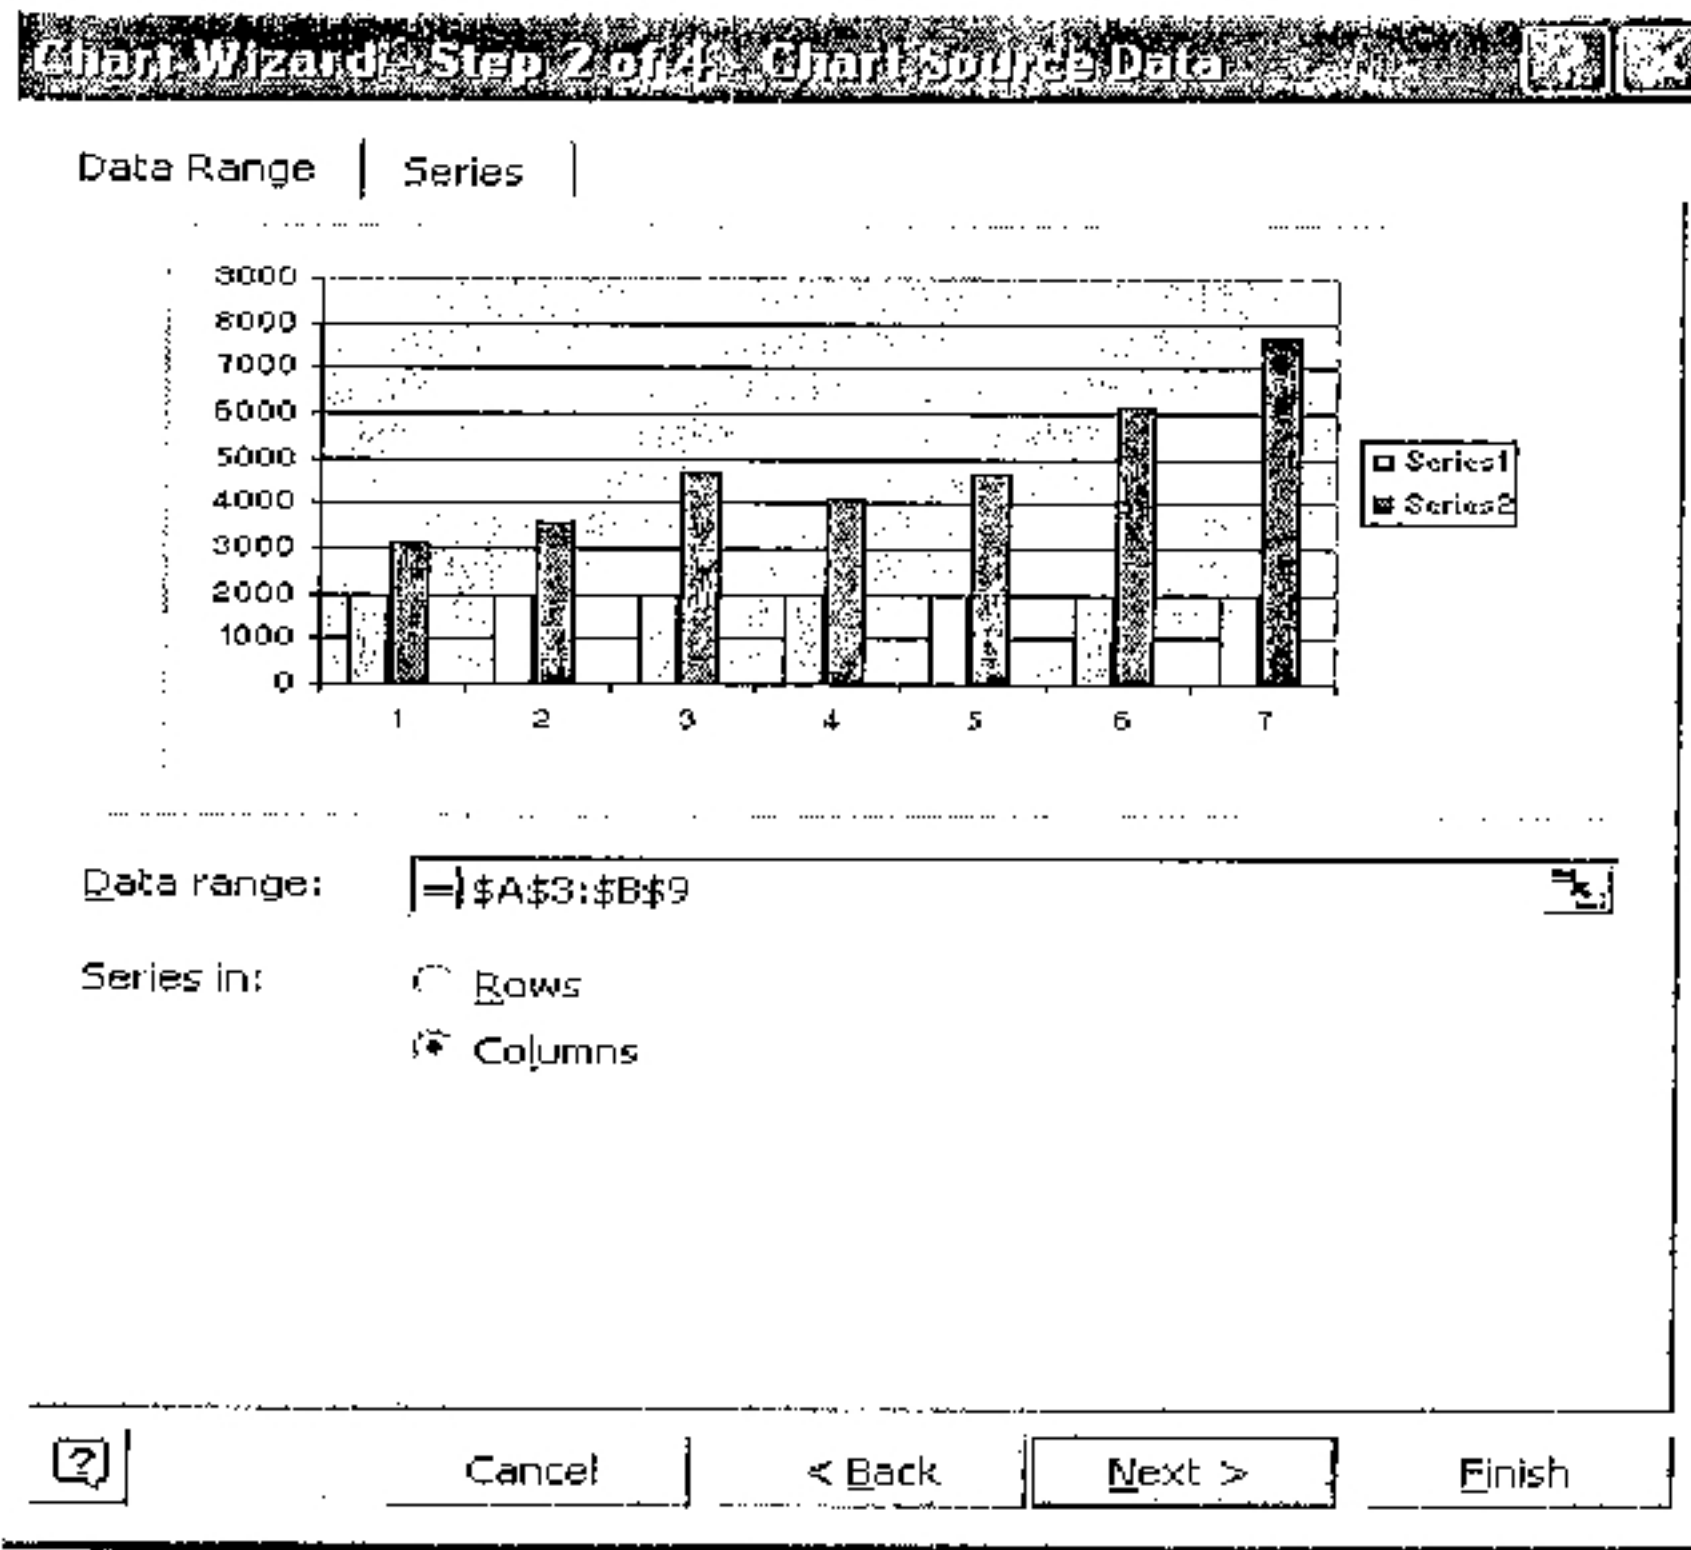 Chart Wizard - Step 2 of 4 - Chart Source Data
Data Range Series
9000
8000
7000
6000
5000
4000
3000
2000
1000
0
1 2 3 4 5 6 7
Series1
Series2
Data range: =!$A$3:$B$9
Series in: Rows
Columns
Cancel < Back Next > Finish